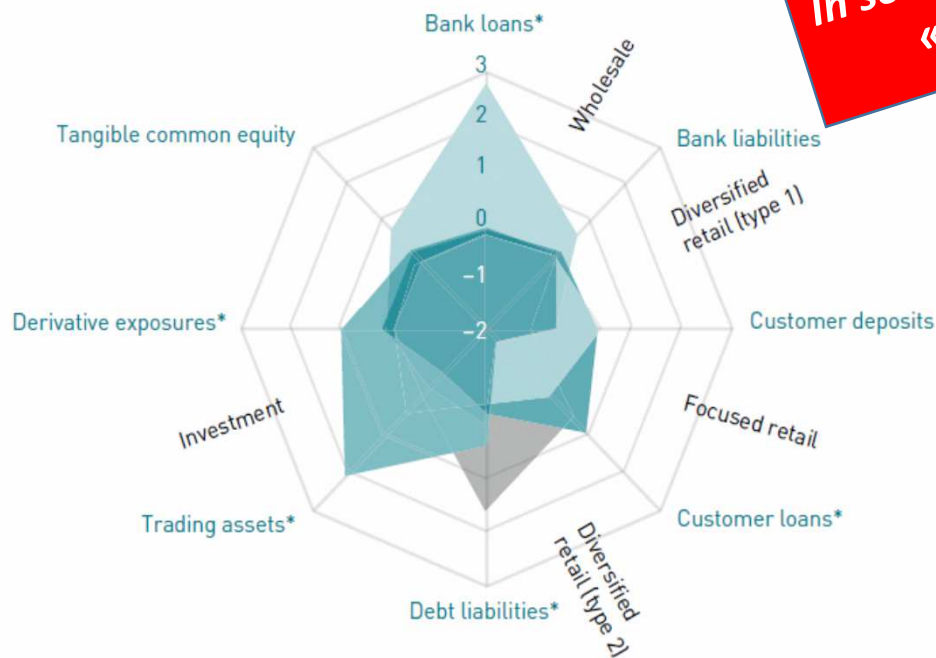 In
«
Bank loans*
3
2
1
0
−1
−2
Wholesale
Tangible common equity
Bank liabilities
Diversified
retail (type 1)
Derivative exposures*
Customer deposits
Investment
Focused retail
Trading assets*
Customer loans*
Diversified
retail (type 2)
Debt liabilities*